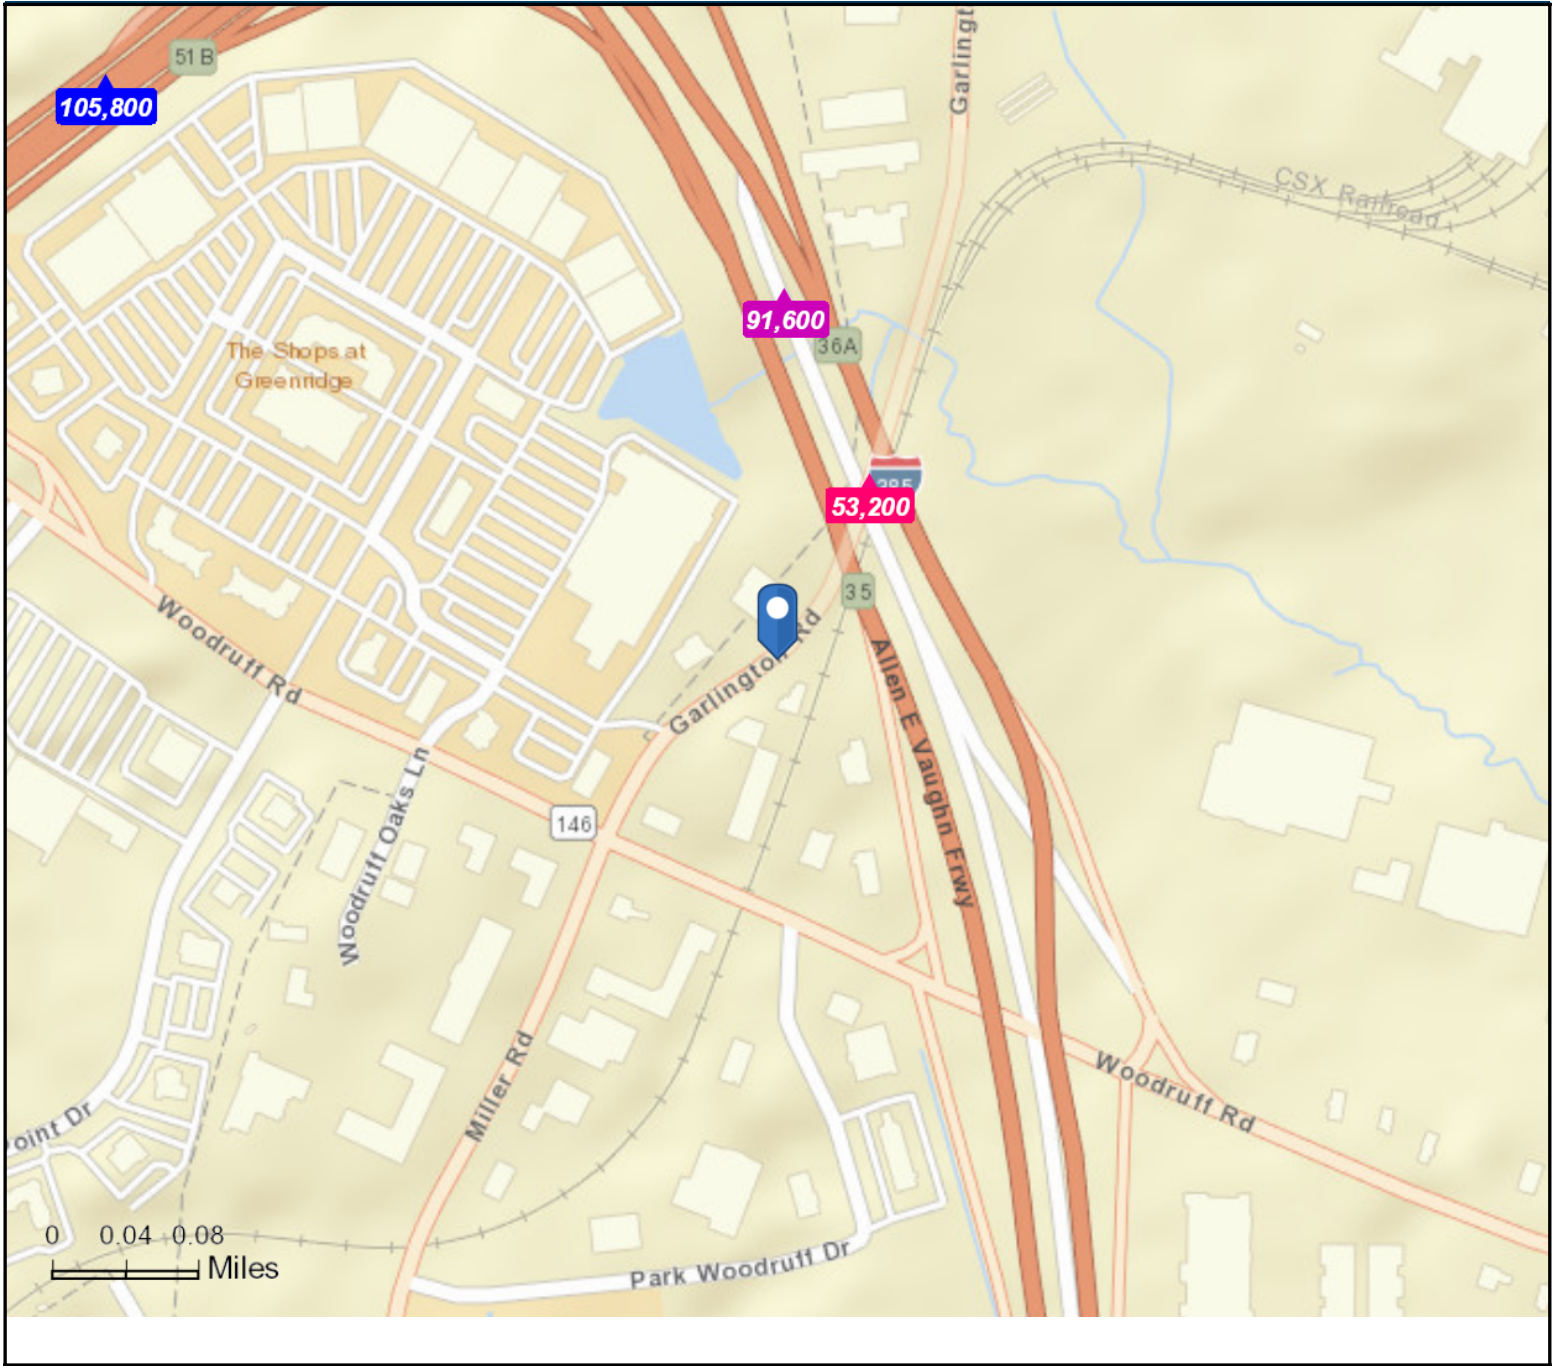 51 B
105,800
Garlingt
CSX Railroad
91,600
36A
The Shops at
Greenridge
385
53,200
35
Garlington Rd
Woodruff Rd
Allen E Vaughn Frwy
146
Woodruff Oaks Ln
Miller Rd
Woodruff Rd
oint Dr
Park Woodruff Dr
0 0.04 0.08
Miles